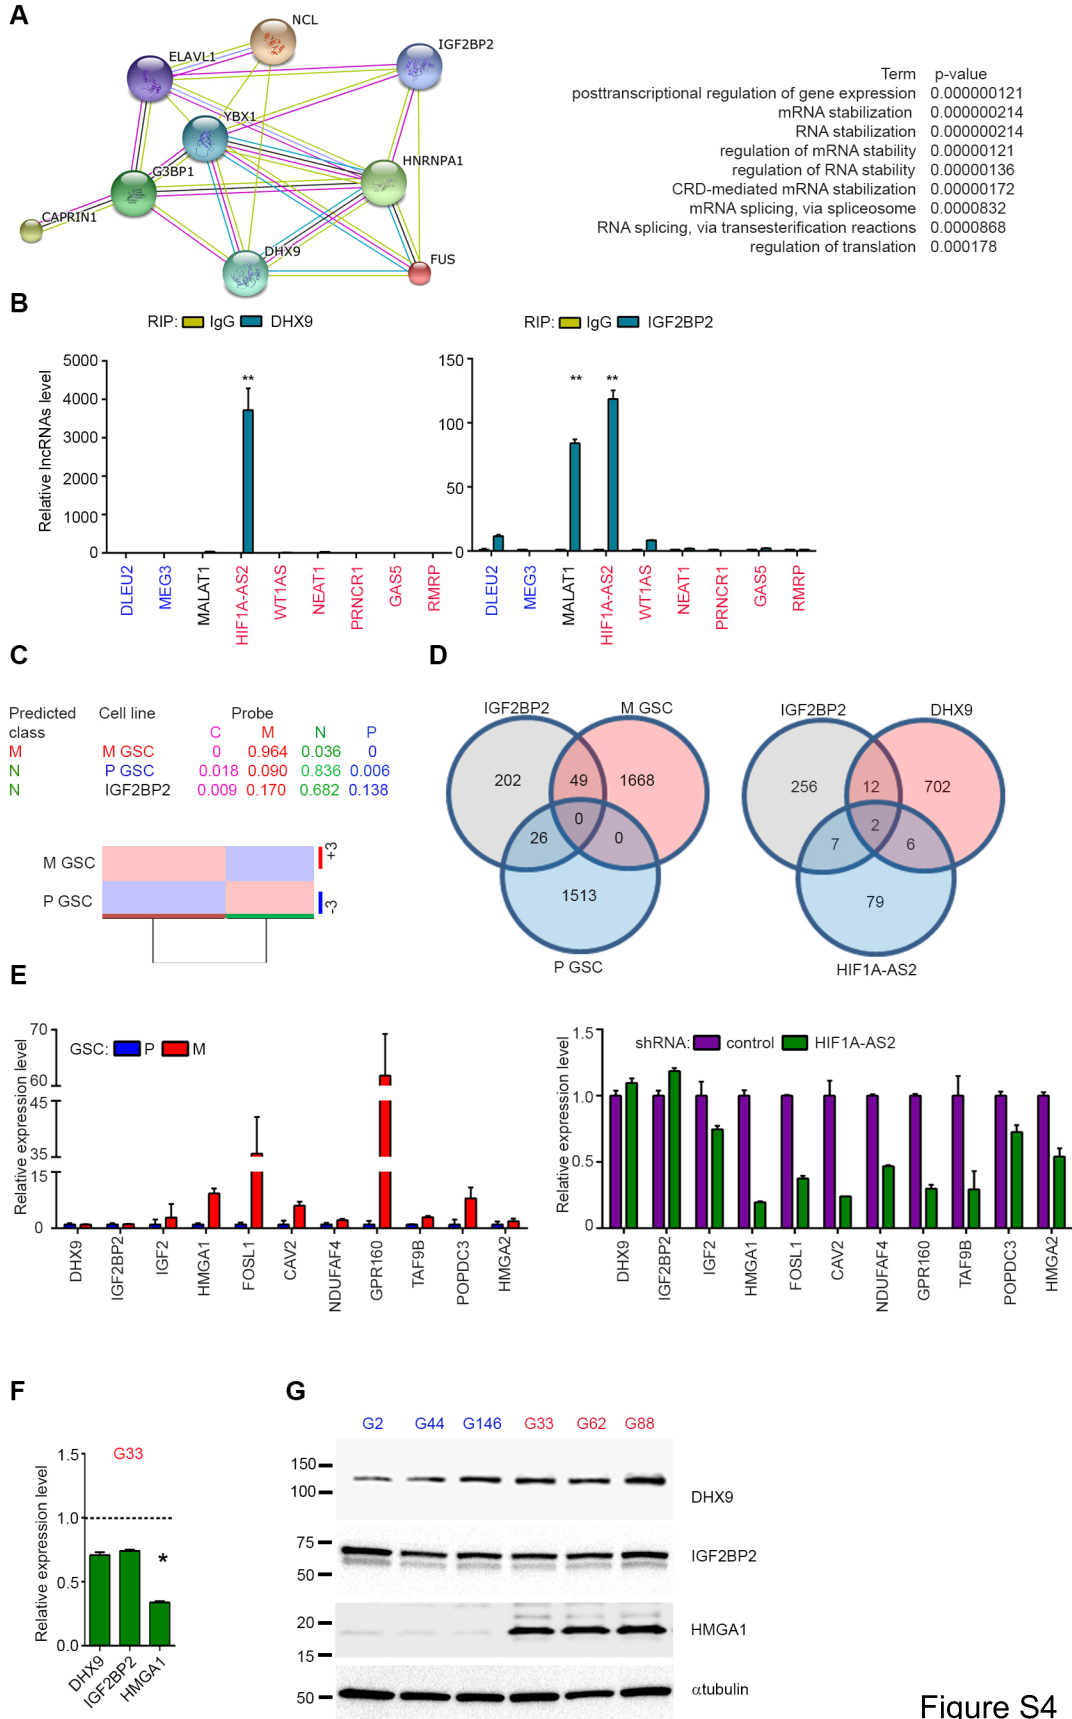 A
NCL
ELAVL1
IGF2BP2
YBX1
HNRNPA1
G3BP1
CAPRIN1
DHX9
FUS
Term p-value
posttranscriptional regulation of gene expression 0.000000121
mRNA stabilization 0.000000214
RNA stabilization 0.000000214
regulation of mRNA stability 0.00000121
regulation of RNA stability 0.00000136
CRD-mediated mRNA stabilization 0.00000172
mRNA splicing, via spliceosome 0.0000832
RNA splicing, via transesterification reactions 0.0000868
regulation of translation 0.000178
B
RIP: IgG DHX9
Relative lncRNAs level
5000
4000
3000
2000
1000
0
**
DLEU2
MEG3
MALAT1
HIF1A-AS2
WT1AS
NEAT1
PRNCR1
GAS5
RMRP
RIP: IgG IGF2BP2
150
100
50
0
** **
DLEU2
MEG3
MALAT1
HIF1A-AS2
WT1AS
NEAT1
PRNCR1
GAS5
RMRP
C
Predicted class Cell line Probe
C M N P
M M GSC 0 0.964 0.036 0
N P GSC 0.018 0.090 0.836 0.006
N IGF2BP2 0.009 0.170 0.682 0.138
M GSC
P GSC
+3
-3
D
IGF2BP2 M GSC
202 49 1668
0
26 0
1513
P GSC
IGF2BP2 DHX9
256 12 702
2
7 6
79
HIF1A-AS2
E
GSC: P M
Relative expression level
70
60
45
35
15
0
DHX9
IGF2BP2
IGF2
HMGA1
FOSL1
CAV2
NDUFAF4
GPR160
TAF9B
POPDC3
HMGA2
shRNA: control HIF1A-AS2
Relative expression level
1.5
1.0
0.5
0
DHX9
IGF2BP2
IGF2
HMGA1
FOSL1
CAV2
NDUFAF4
GPR160
TAF9B
POPDC3
HMGA2
F
G33
Relative expression level
1.5
1.0
0.5
0.0
*
DHX9
IGF2BP2
HMGA1
G
G2 G44 G146 G33 G62 G88
150
100
DHX9
75
50
IGF2BP2
20
15
HMGA1
50
αtubulin
Figure S4